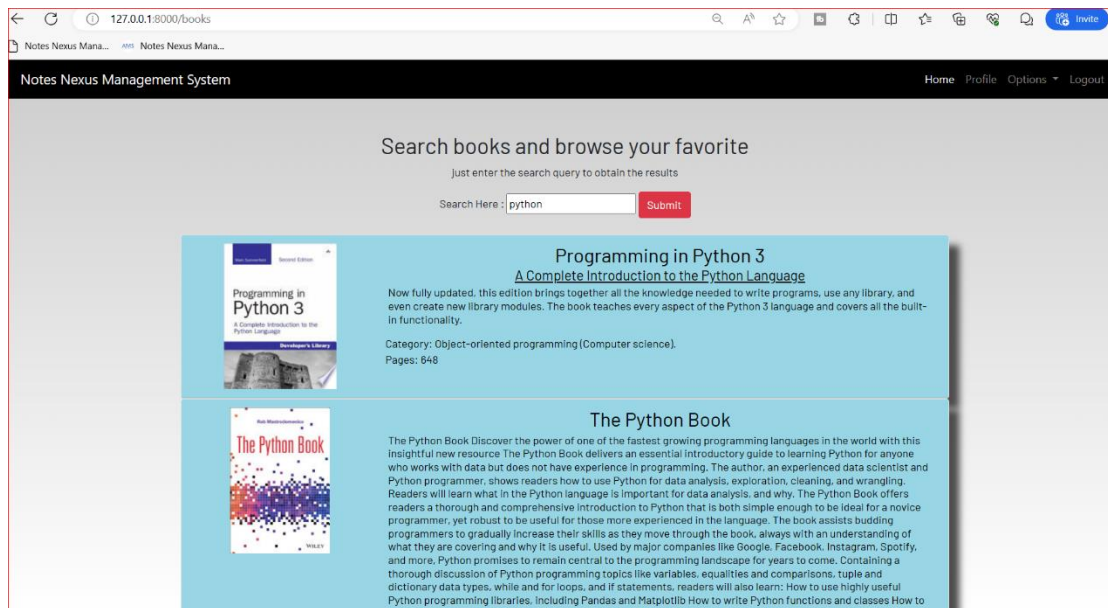 127.0.0.1:8000/books
Invite
Notes Nexus Mana...
Notes Nexus Mana...
Notes Nexus Management System
Home Profile Options Logout
Search books and browse your favorite
just enter the search query to obtain the results
Search Here : python Submit
Second Edition
Programming in
Python 3
A Complete Introduction to the
Python Language
Developer's Library
Programming in Python 3
A Complete Introduction to the Python Language
Now fully updated, this edition brings together all the knowledge needed to write programs, use any library, and
even create new library modules. The book teaches every aspect of the Python 3 language and covers all the built-
in functionality.
Category: Object-oriented programming (Computer science).
Pages: 648
Rob Mastrodomenico
The Python Book
WILEY
The Python Book
The Python Book Discover the power of one of the fastest growing programming languages in the world with this
insightful new resource The Python Book delivers an essential introductory guide to learning Python for anyone
who works with data but does not have experience in programming. The author, an experienced data scientist and
Python programmer, shows readers how to use Python for data analysis, exploration, cleaning, and wrangling.
Readers will learn what in the Python language is important for data analysis, and why. The Python Book offers
readers a thorough and comprehensive introduction to Python that is both simple enough to be ideal for a novice
programmer, yet robust to be useful for those more experienced in the language. The book assists budding
programmers to gradually increase their skills as they move through the book, always with an understanding of
what they are covering and why it is useful. Used by major companies like Google, Facebook, Instagram, Spotify,
and more, Python promises to remain central to the programming landscape for years to come. Containing a
thorough discussion of Python programming topics like variables, equalities and comparisons, tuple and
dictionary data types, while and for loops, and if statements, readers will also learn: How to use highly useful
Python programming libraries, including Pandas and Matplotlib How to write Python functions and classes How to